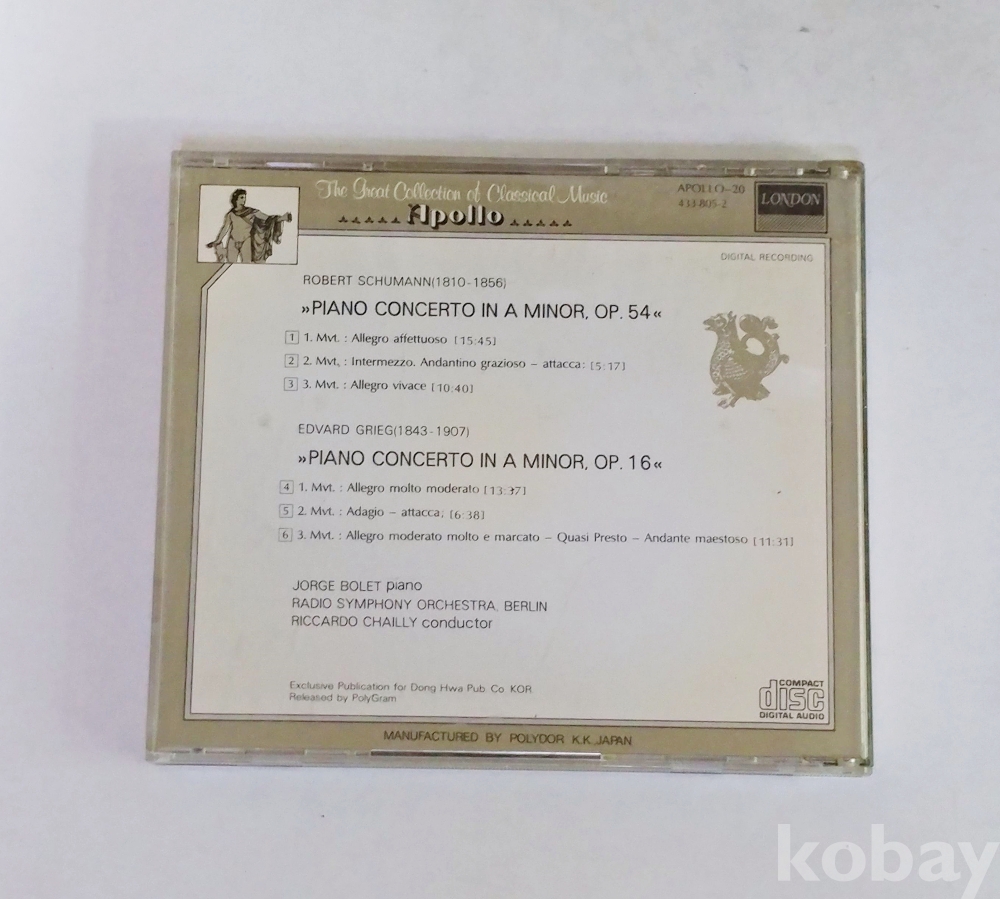 The Great Collection of Classical Music
Apollo
APOLLO-20
433 805-2
LONDON
DIGITAL RECORDING
ROBERT SCHUMANN(1810-1856)
»PIANO CONCERTO IN A MINOR, OP. 54«
1 1. Mvt. : Allegro affettuoso [15:45]
2 2. Mvt. : Intermezzo. Andantino grazioso – attacca: [5:17]
3 3. Mvt. : Allegro vivace [10:40]
EDVARD GRIEG(1843-1907)
»PIANO CONCERTO IN A MINOR, OP. 16«
4 1. Mvt. : Allegro molto moderato [13:37]
5 2. Mvt. : Adagio – attacca; [6:38]
6 3. Mvt. : Allegro moderato molto e marcato – Quasi Presto – Andante maestoso [11:31]
JORGE BOLET piano
RADIO SYMPHONY ORCHESTRA, BERLIN
RICCARDO CHAILLY conductor
Exclusive Publication for Dong Hwa Pub. Co. KOR
Released by PolyGram
COMPACT
disc
DIGITAL AUDIO
MANUFACTURED BY POLYDOR K.K. JAPAN
kobay